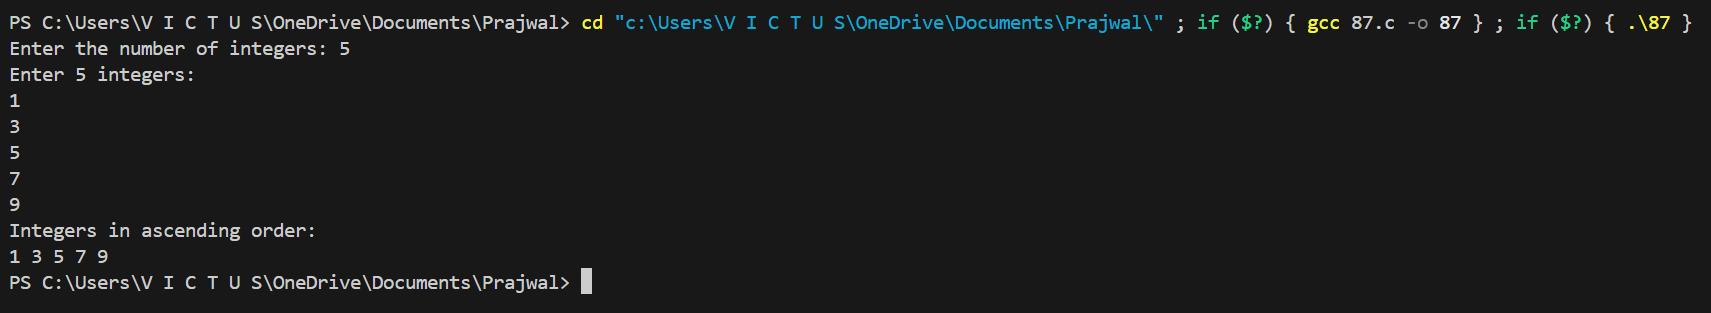 PS C:\Users\V I C T U S\OneDrive\Documents\Prajwal> cd "c:\Users\V I C T U S\OneDrive\Documents\Prajwal\" ; if ($?) { gcc 87.c -o 87 } ; if ($?) { .\87 }
Enter the number of integers: 5
Enter 5 integers:
1
3
5
7
9
Integers in ascending order:
1 3 5 7 9
PS C:\Users\V I C T U S\OneDrive\Documents\Prajwal>